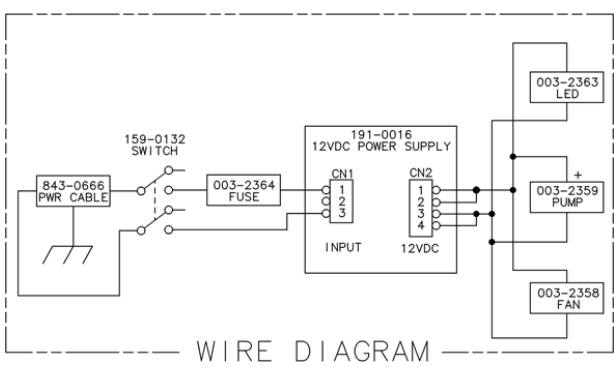 003-2363
LED
159-0132
SWITCH
191-0016
12VDC POWER SUPPLY
CN1
CN2
843-0666
PWR CABLE
003-2364
FUSE
1
2
3
1
2
3
4
+
003-2359
PUMP
INPUT
12VDC
003-2358
FAN
WIRE DIAGRAM